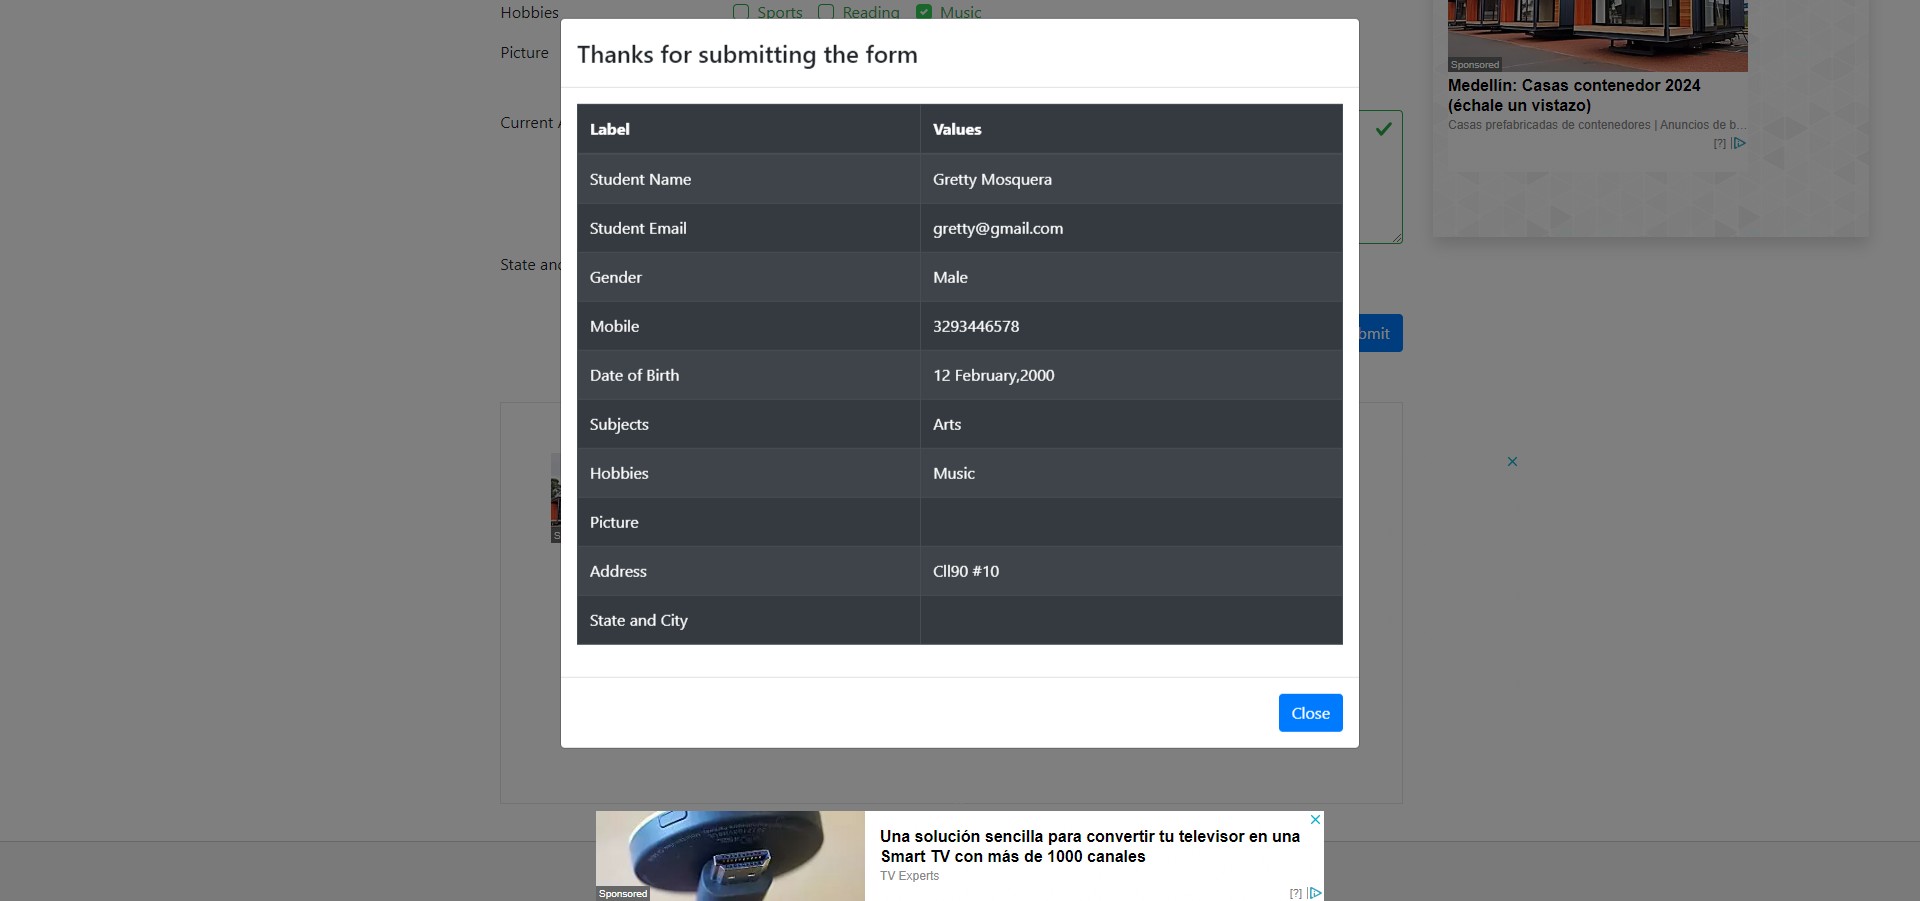 Hobbies Sports Reading Music
Picture
Current
State and
bmit
Thanks for submitting the form
Label Values
Student Name Gretty Mosquera
Student Email gretty@gmail.com
Gender Male
Mobile 3293446578
Date of Birth 12 February,2000
Subjects Arts
Hobbies Music
Picture
Address Cll90 #10
State and City
Close
Sponsored
Medellín: Casas contenedor 2024
(échale un vistazo)
Casas prefabricadas de contenedores | Anuncios de b...
[?]
Una solución sencilla para convertir tu televisor en una
Smart TV con más de 1000 canales
TV Experts
Sponsored
[?]